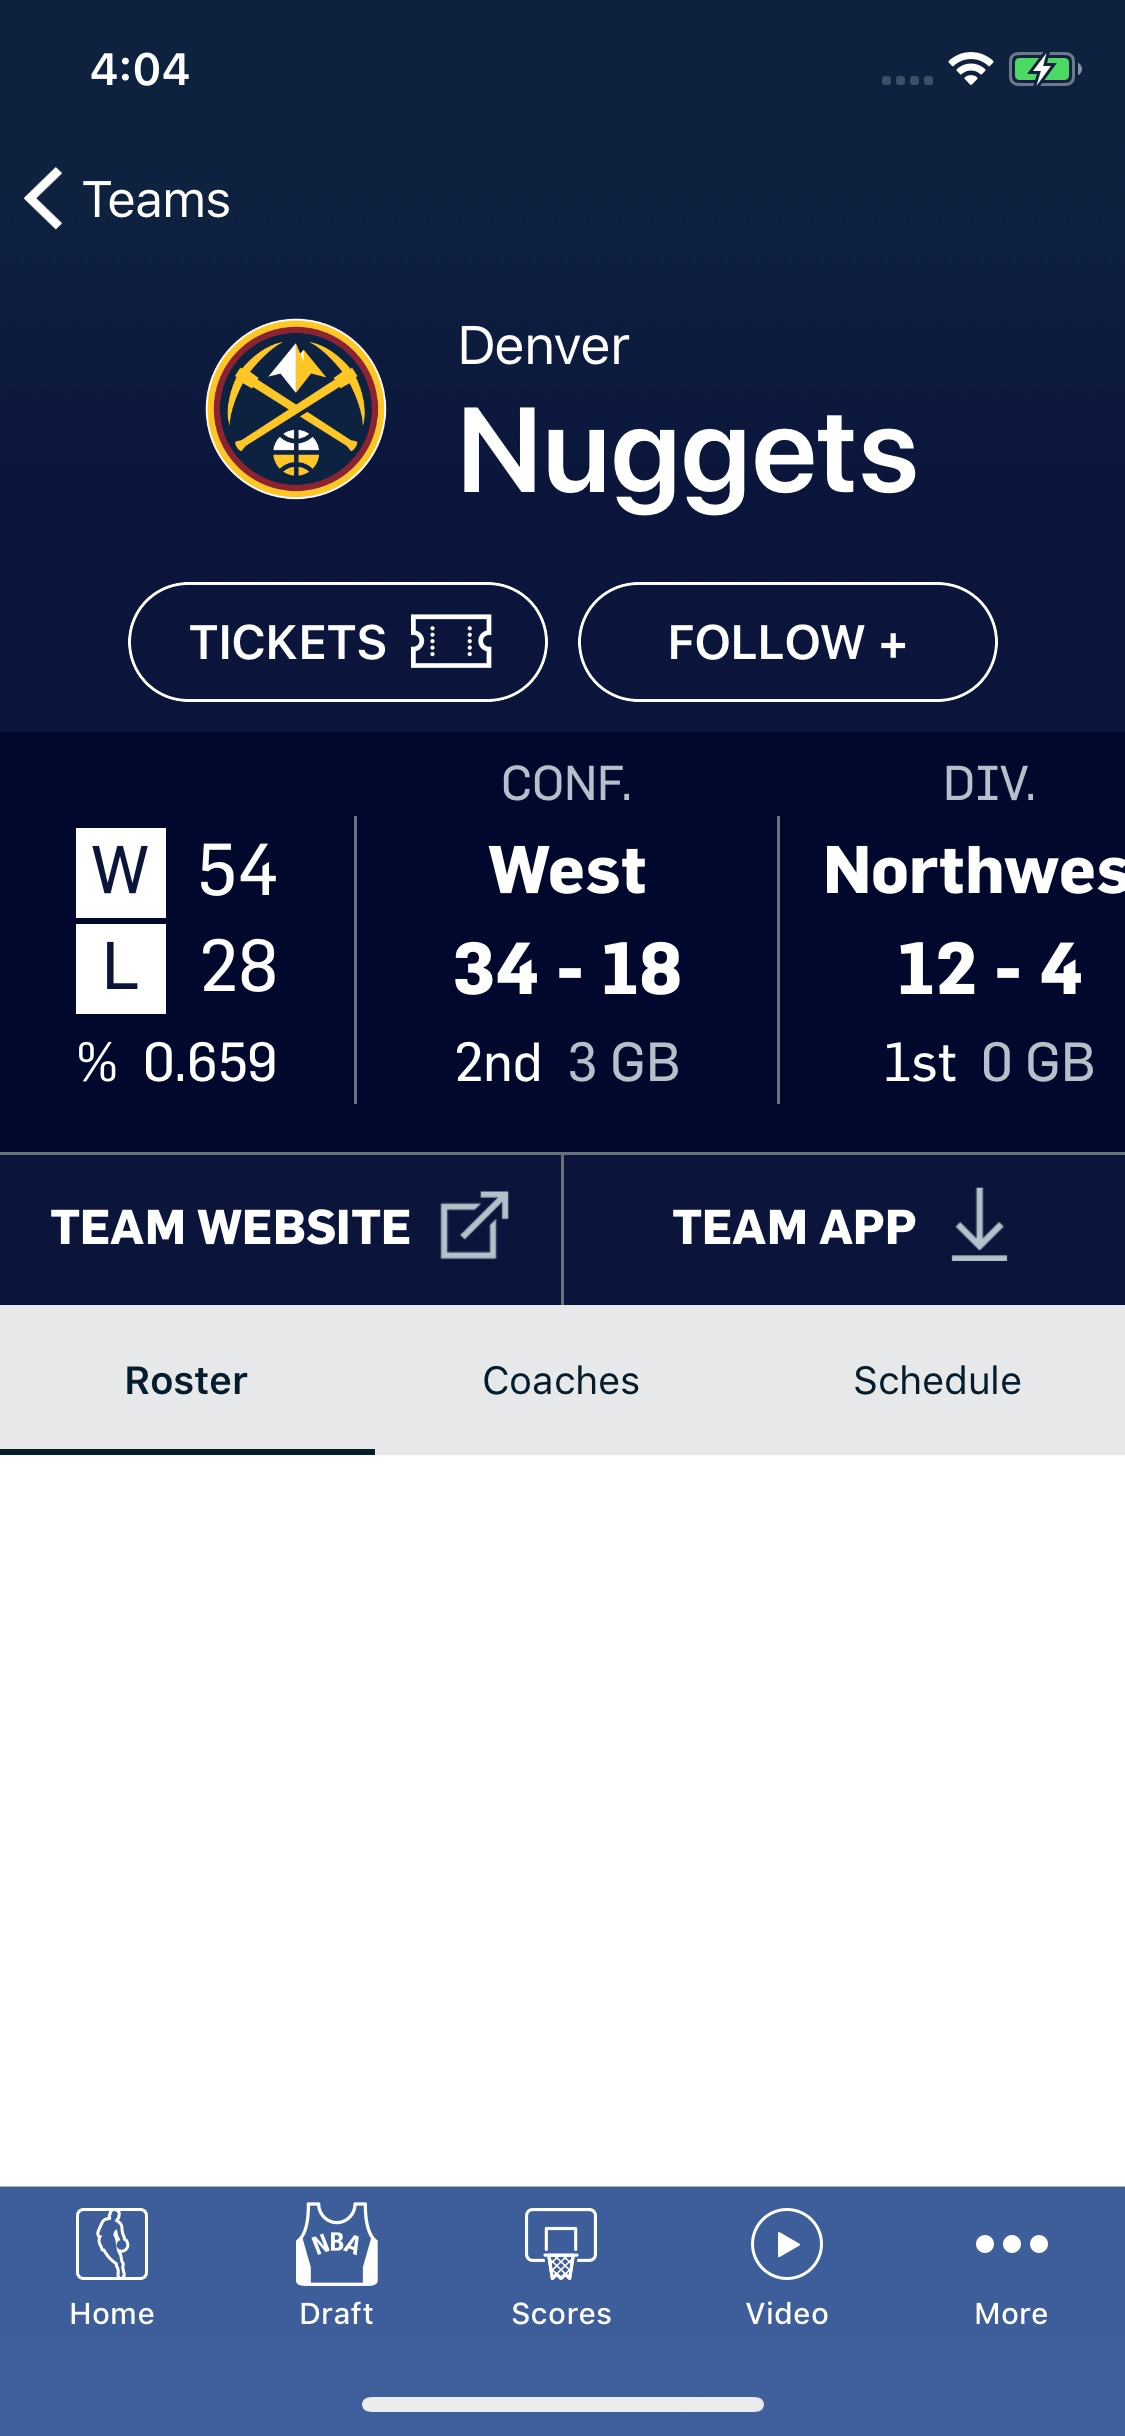 4:04
Teams
Denver
Nuggets
TICKETS
FOLLOW +
CONF.
DIV.
W 54
West
Northwes
L 28
34 - 18
12 - 4
% 0.659
2nd 3 GB
1st 0 GB
TEAM WEBSITE
TEAM APP
Roster
Coaches
Schedule
NBA
Home
Draft
Scores
Video
More